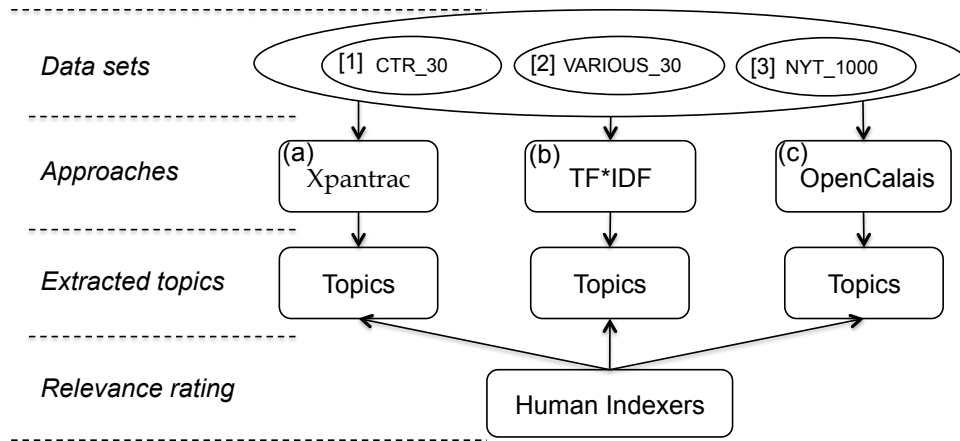 Data sets
[1] CTR_30
[2] VARIOUS_30
[3] NYT_1000
Approaches
(a)
Xpantrac
(b)
TF*IDF
(c)
OpenCalais
Extracted topics
Topics
Topics
Topics
Relevance rating
Human Indexers